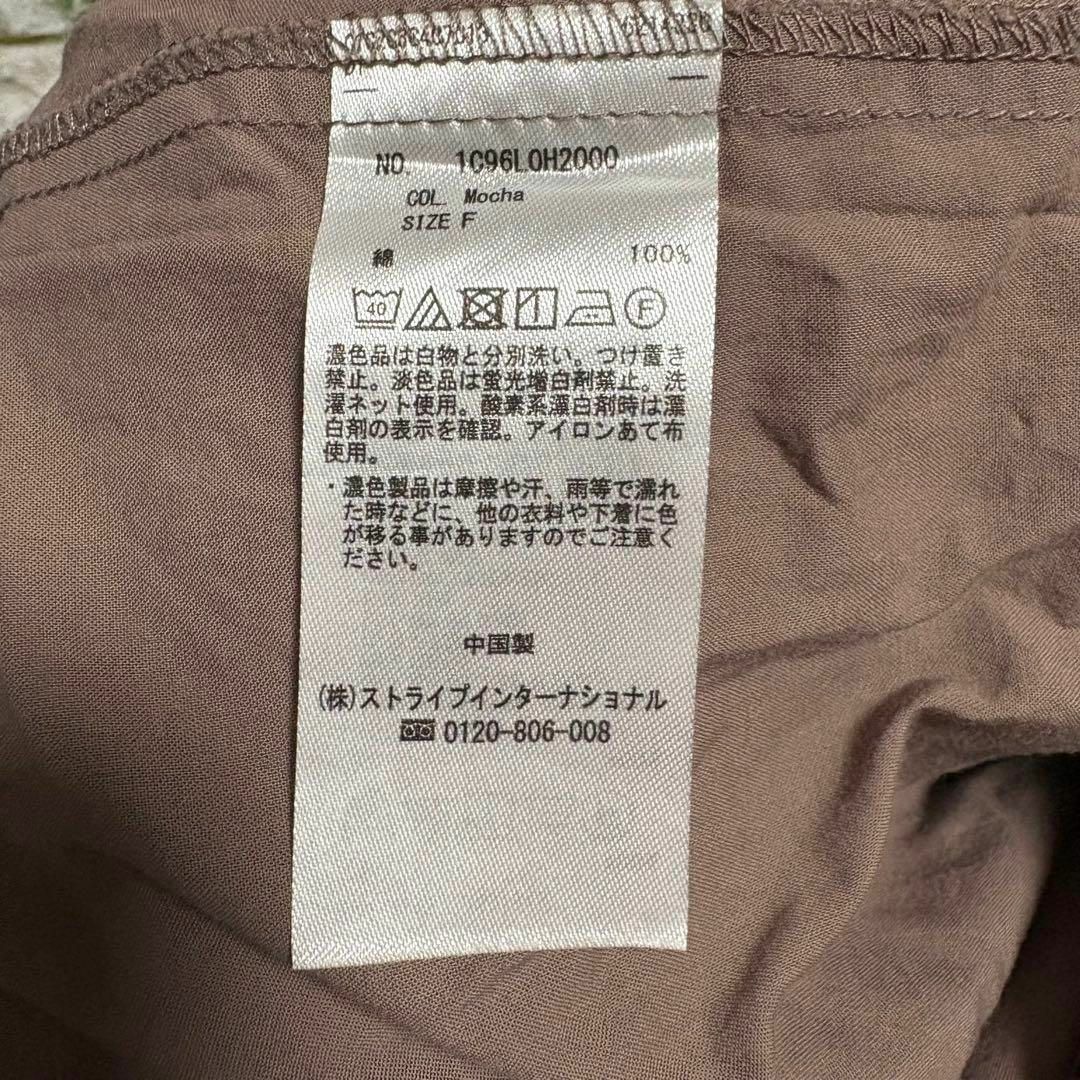 NO. 1C96L0H2000
COL. Mocha
SIZE F
綿 100%
40 F
濃色品は白物と分別洗い。つけ置き
禁止。淡色品は蛍光増白剤禁止。洗
濯ネット使用。酸素系漂白剤時は漂
白剤の表示を確認。アイロンあて布
使用。
・濃色製品は摩擦や汗、雨等で濡れ
た時などに、他の衣料や下着に色
が移る事がありますのでご注意く
ださい。
中国製
(株)ストライプインターナショナル
0120-806-008